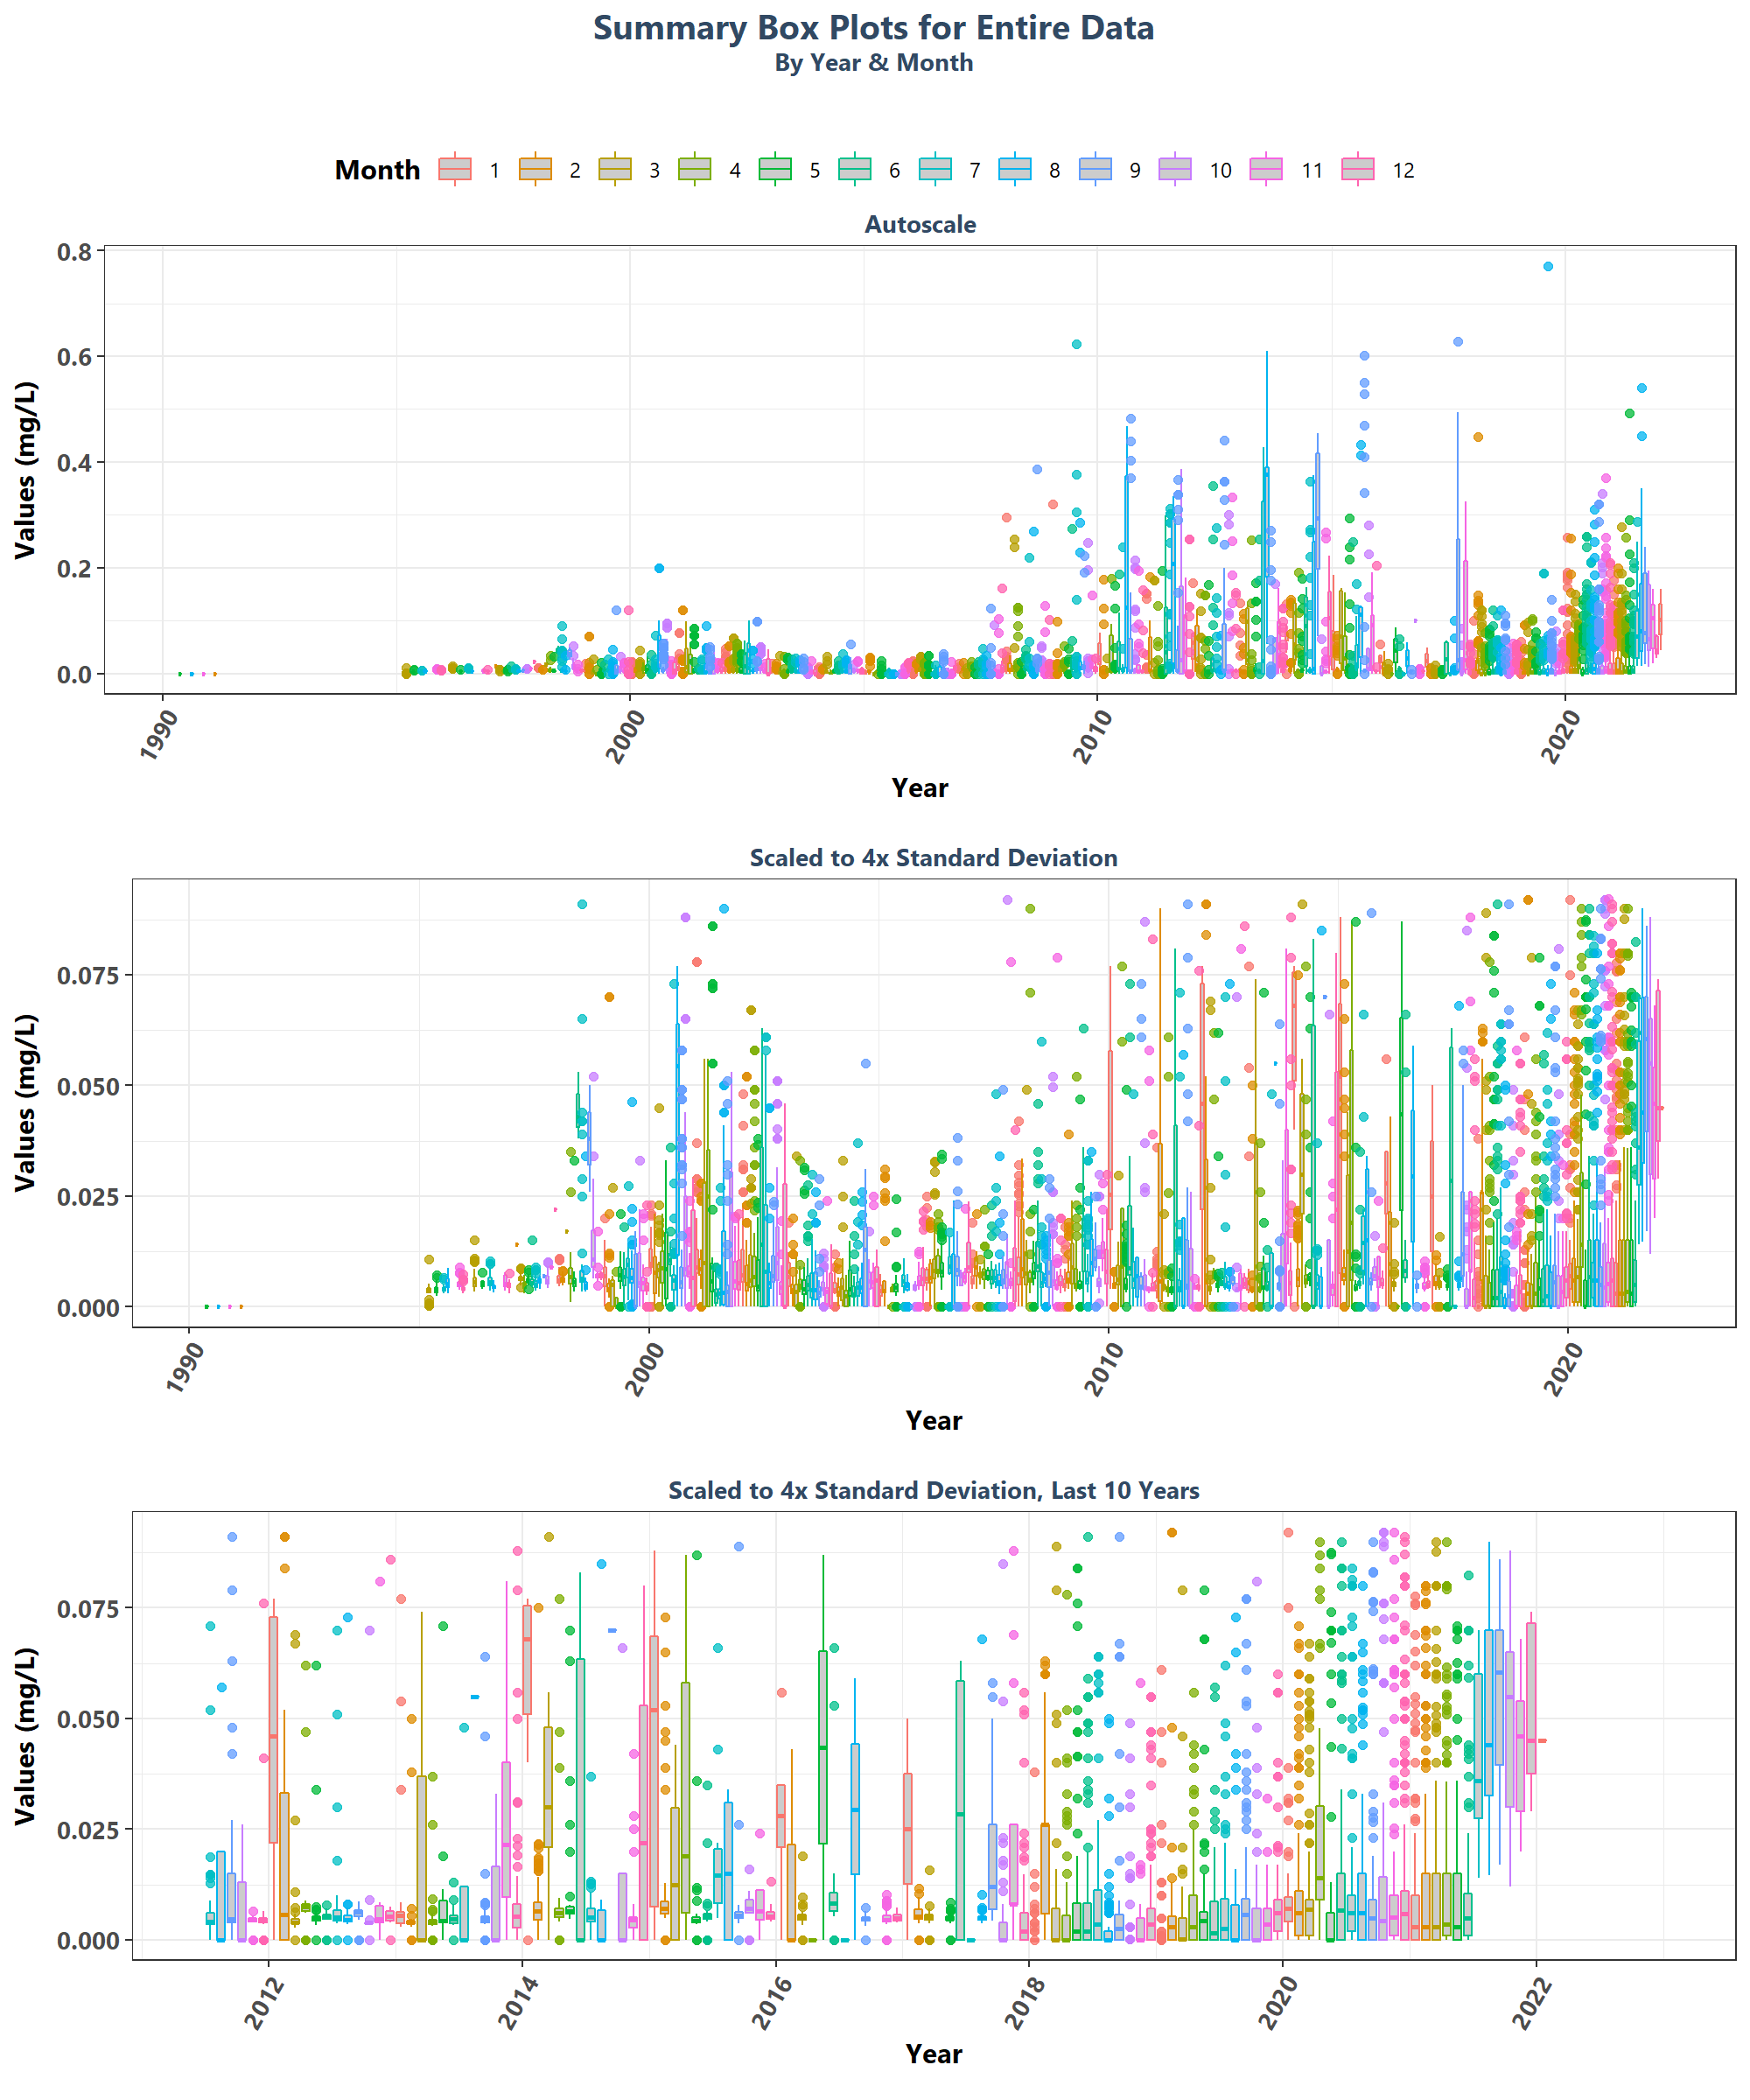 Summary Box Plots for Entire Data
By Year & Month
Month 1 2 3 4 5 6 7 8 9 10 11 12
Autoscale
Values (mg/L)
0.8
0.6
0.4
0.2
0.0
1990 2000 2010 2020
Year
Scaled to 4x Standard Deviation
Values (mg/L)
0.075
0.050
0.025
0.000
1990 2000 2010 2020
Year
Scaled to 4x Standard Deviation, Last 10 Years
Values (mg/L)
0.075
0.050
0.025
0.000
2012 2014 2016 2018 2020 2022
Year